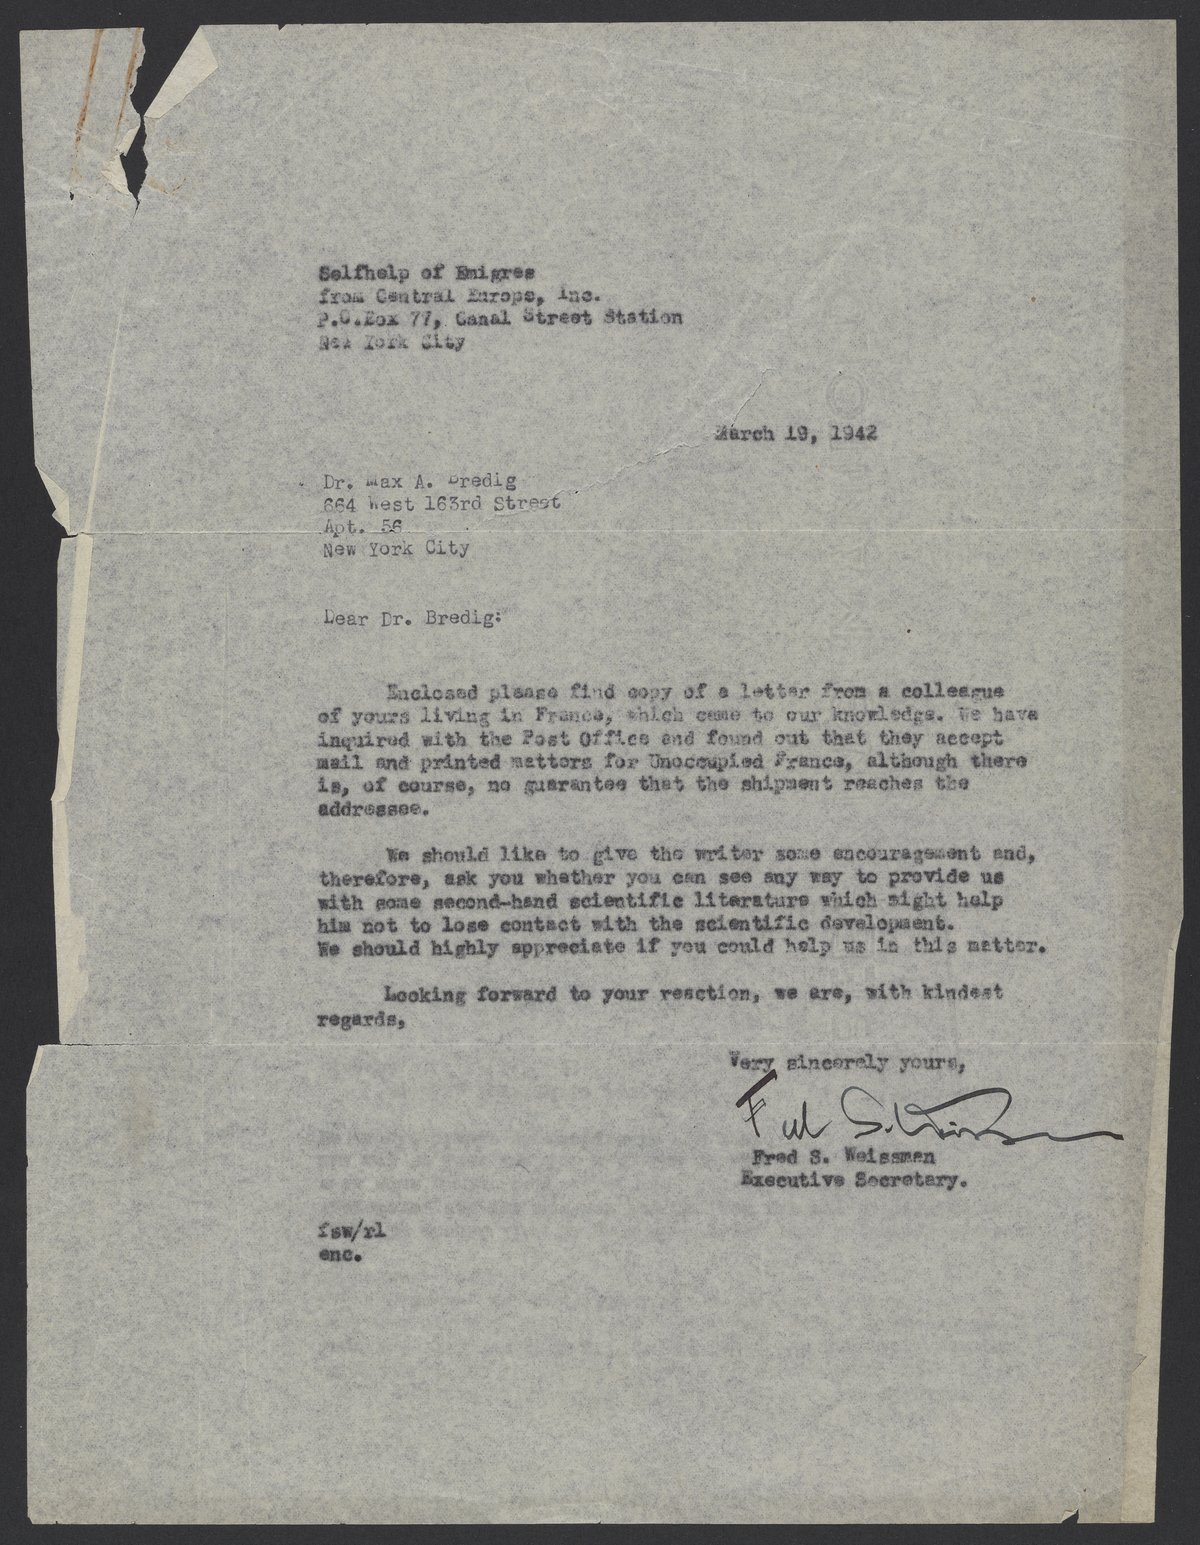 Selfhelp of Emigres
from Central Europe, Inc.
P.O.Box 77, Canal Street Station
New York City
March 19, 1942
Dr. Max A. Bredig
664 West 163rd Street
Apt. 56
New York City
Dear Dr. Bredig:
Enclosed please find copy of a letter from a colleague
of yours living in France, which came to our knowledge. We have
inquired with the Post Office and found out that they accept
mail and printed matters for Unoccupied France, although there
is, of course, no guarantee that the shipment reaches the
addressee.
We should like to give the writer some encouragement and,
therefore, ask you whether you can see any way to provide us
with some second-hand scientific literature which might help
him not to lose contact with the scientific development.
We should highly appreciate if you could help us in this matter.
Looking forward to your reaction, we are, with kindest
regards,
Very sincerely yours,
Fred S. Weissman
Fred S. Weissman
Executive Secretary.
fsw/rl
enc.